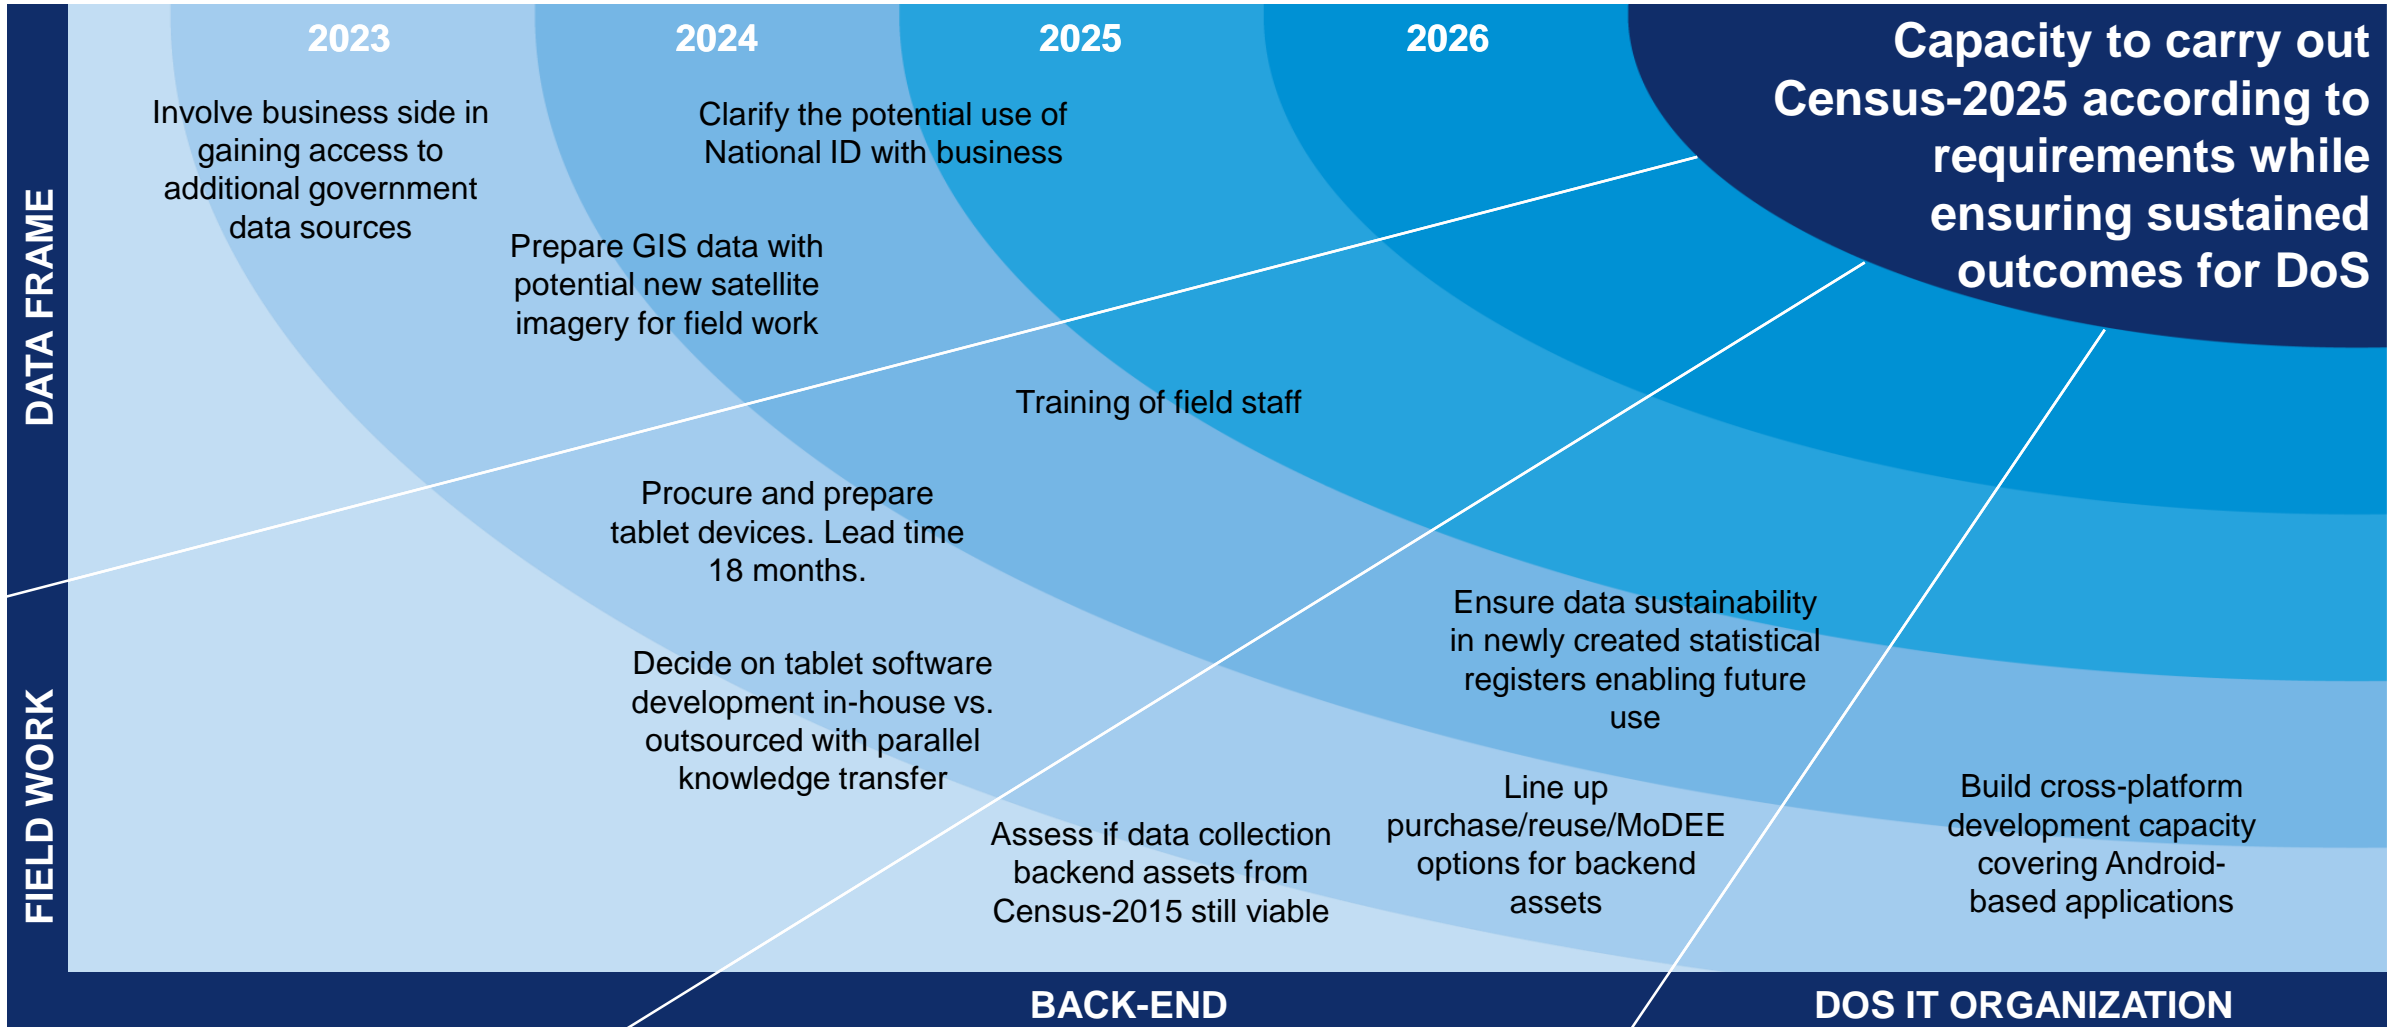 2023
2024
2025
2026
Capacity to carry out
Census-2025 according to
requirements while
ensuring sustained
outcomes for DoS
DATA FRAME
Involve business side in
gaining access to
additional government
data sources
Clarify the potential use of
National ID with business
Prepare GIS data with
potential new satellite
imagery for field work
FIELD WORK
Training of field staff
Procure and prepare
tablet devices. Lead time
18 months.
Decide on tablet software
development in-house vs.
outsourced with parallel
knowledge transfer
Ensure data sustainability
in newly created statistical
registers enabling future
use
Assess if data collection
backend assets from
Census-2015 still viable
Line up
purchase/reuse/MoDEE
options for backend
assets
Build cross-platform
development capacity
covering Android-
based applications
BACK-END
DOS IT ORGANIZATION